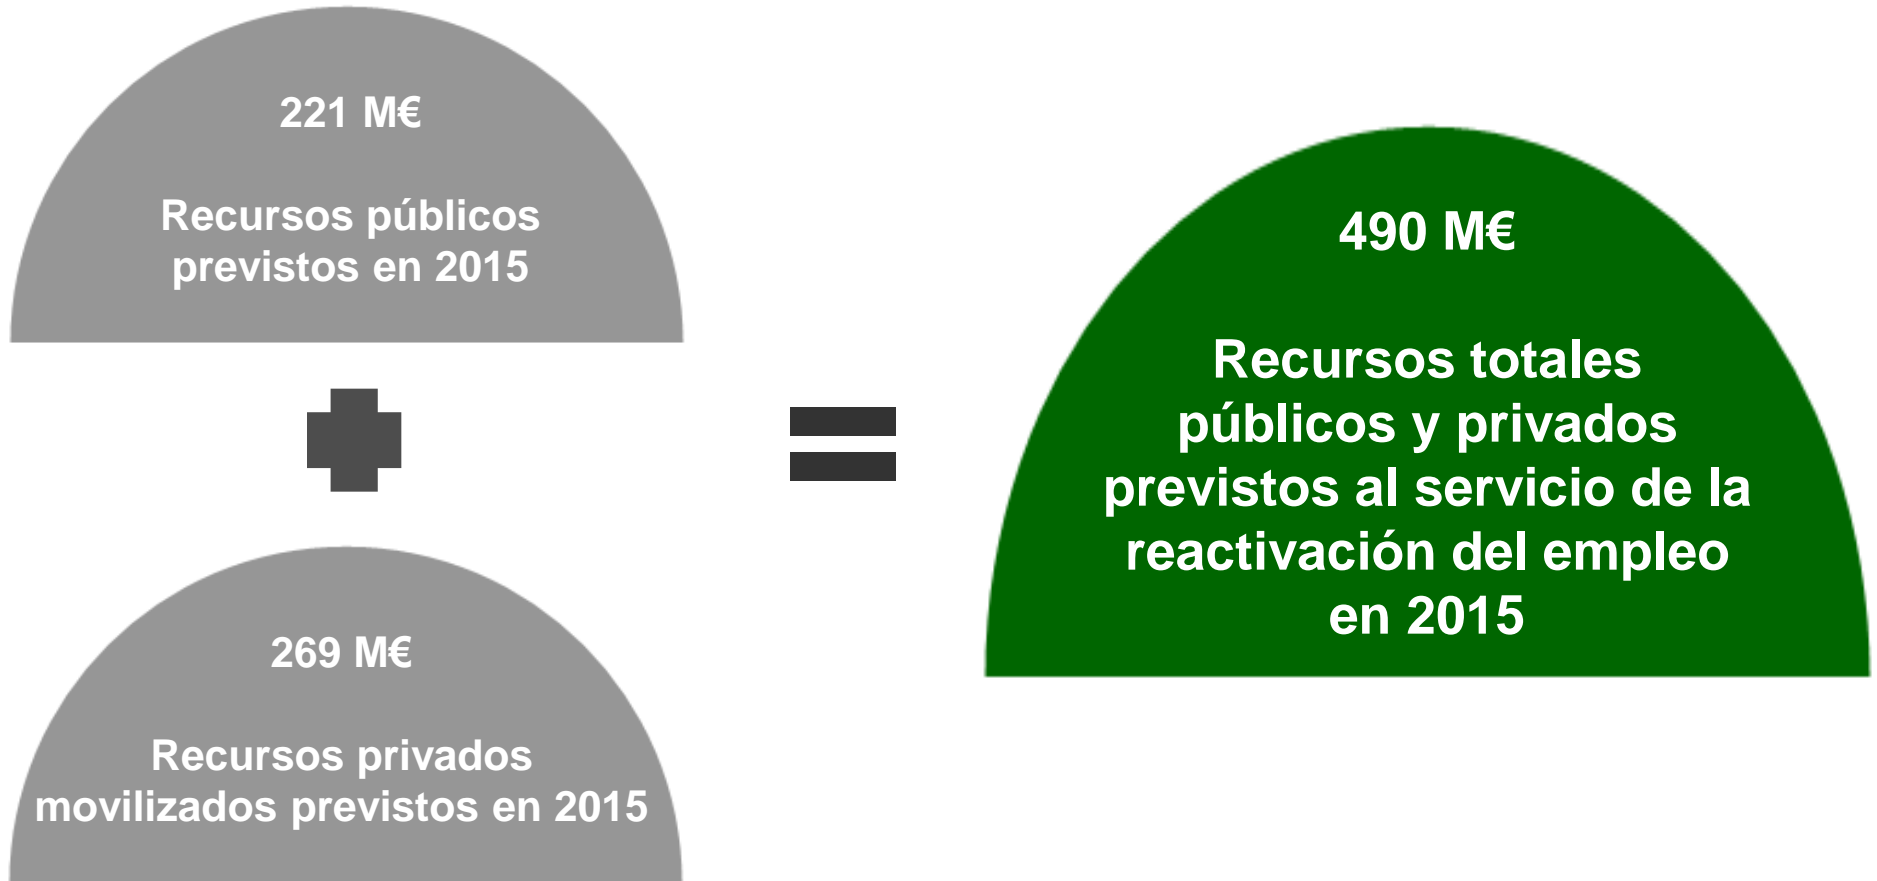 221 M€
Recursos públicos
previstos en 2015
269 M€
Recursos privados
movilizados previstos en 2015
490 M€
Recursos totales
públicos y privados
previstos al servicio de la
reactivación del empleo
en 2015